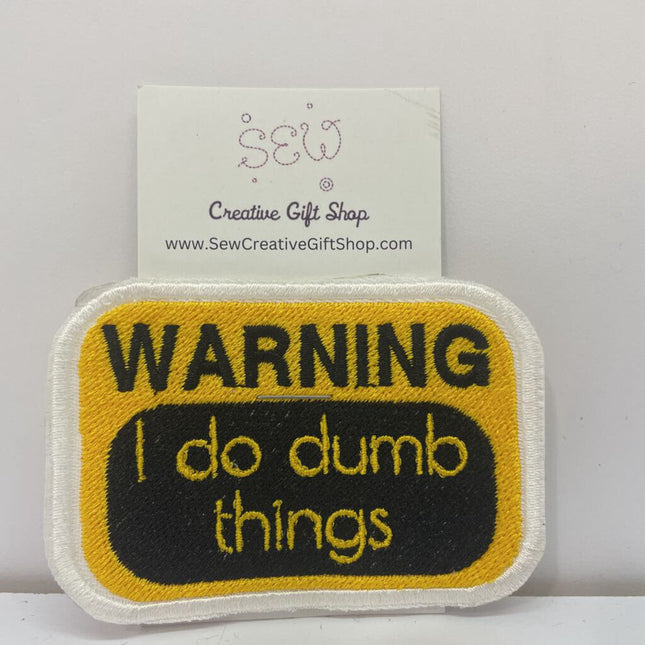 SEW
Creative Gift Shop
www.SewCreativeGiftShop.com
WARNING
I do dumb
things